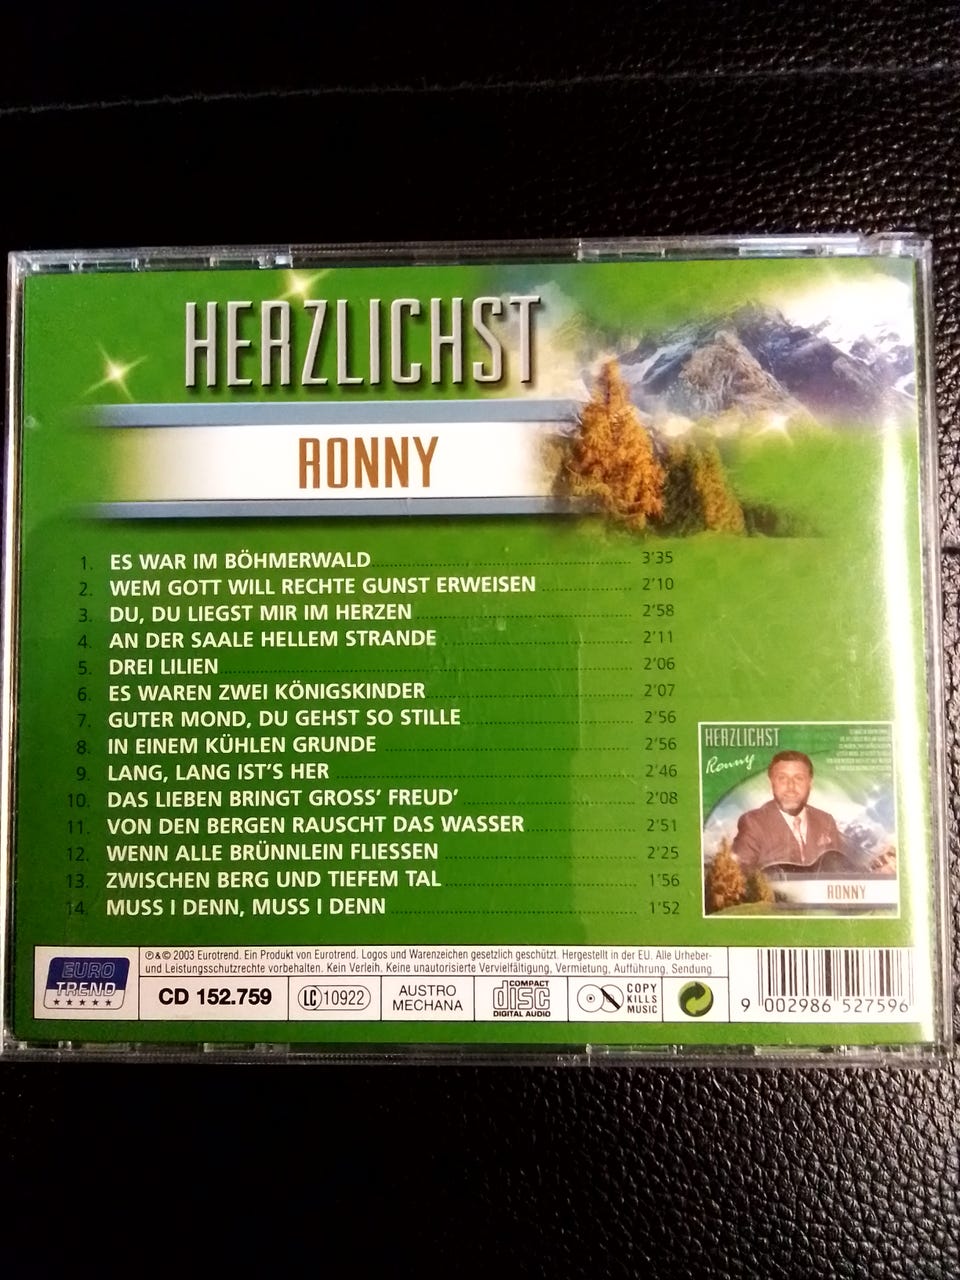 HERZLICHST
RONNY
1. ES WAR IM BÖHMERWALD 3'35
2. WEM GOTT WILL RECHTE GUNST ERWEISEN 2'10
3. DU, DU LIEGST MIR IM HERZEN 2'58
4. AN DER SAALE HELLEM STRANDE 2'11
5. DREI LILIEN 2'06
6. ES WAREN ZWEI KÖNIGSKINDER 2'07
7. GUTER MOND, DU GEHST SO STILLE 2'56
8. IN EINEM KÜHLEN GRUNDE 2'56
9. LANG, LANG IST'S HER 2'46
10. DAS LIEBEN BRINGT GROSS' FREUD' 2'08
11. VON DEN BERGEN RAUSCHT DAS WASSER 2'51
12. WENN ALLE BRÜNNLEIN FLIESSEN 2'25
13. ZWISCHEN BERG UND TIEFEM TAL 1'56
14. MUSS I DENN, MUSS I DENN 1'52
HERZLICHST
Ronny
RONNY
EURO
TREND
℗ & © 2003 Eurotrend. Ein Produkt von Eurotrend. Logos und Warenzeichen gesetzlich geschützt. Hergestellt in der EU. Alle Urheber-
und Leistungsschutzrechte vorbehalten. Kein Verleih. Keine unautorisierte Vervielfältigung, Vermietung, Aufführung, Sendung.
CD 152.759
LC 10922
AUSTRO
MECHANA
COMPACT
disc
DIGITAL AUDIO
COPY
KILLS
MUSIC
9 002986 527596